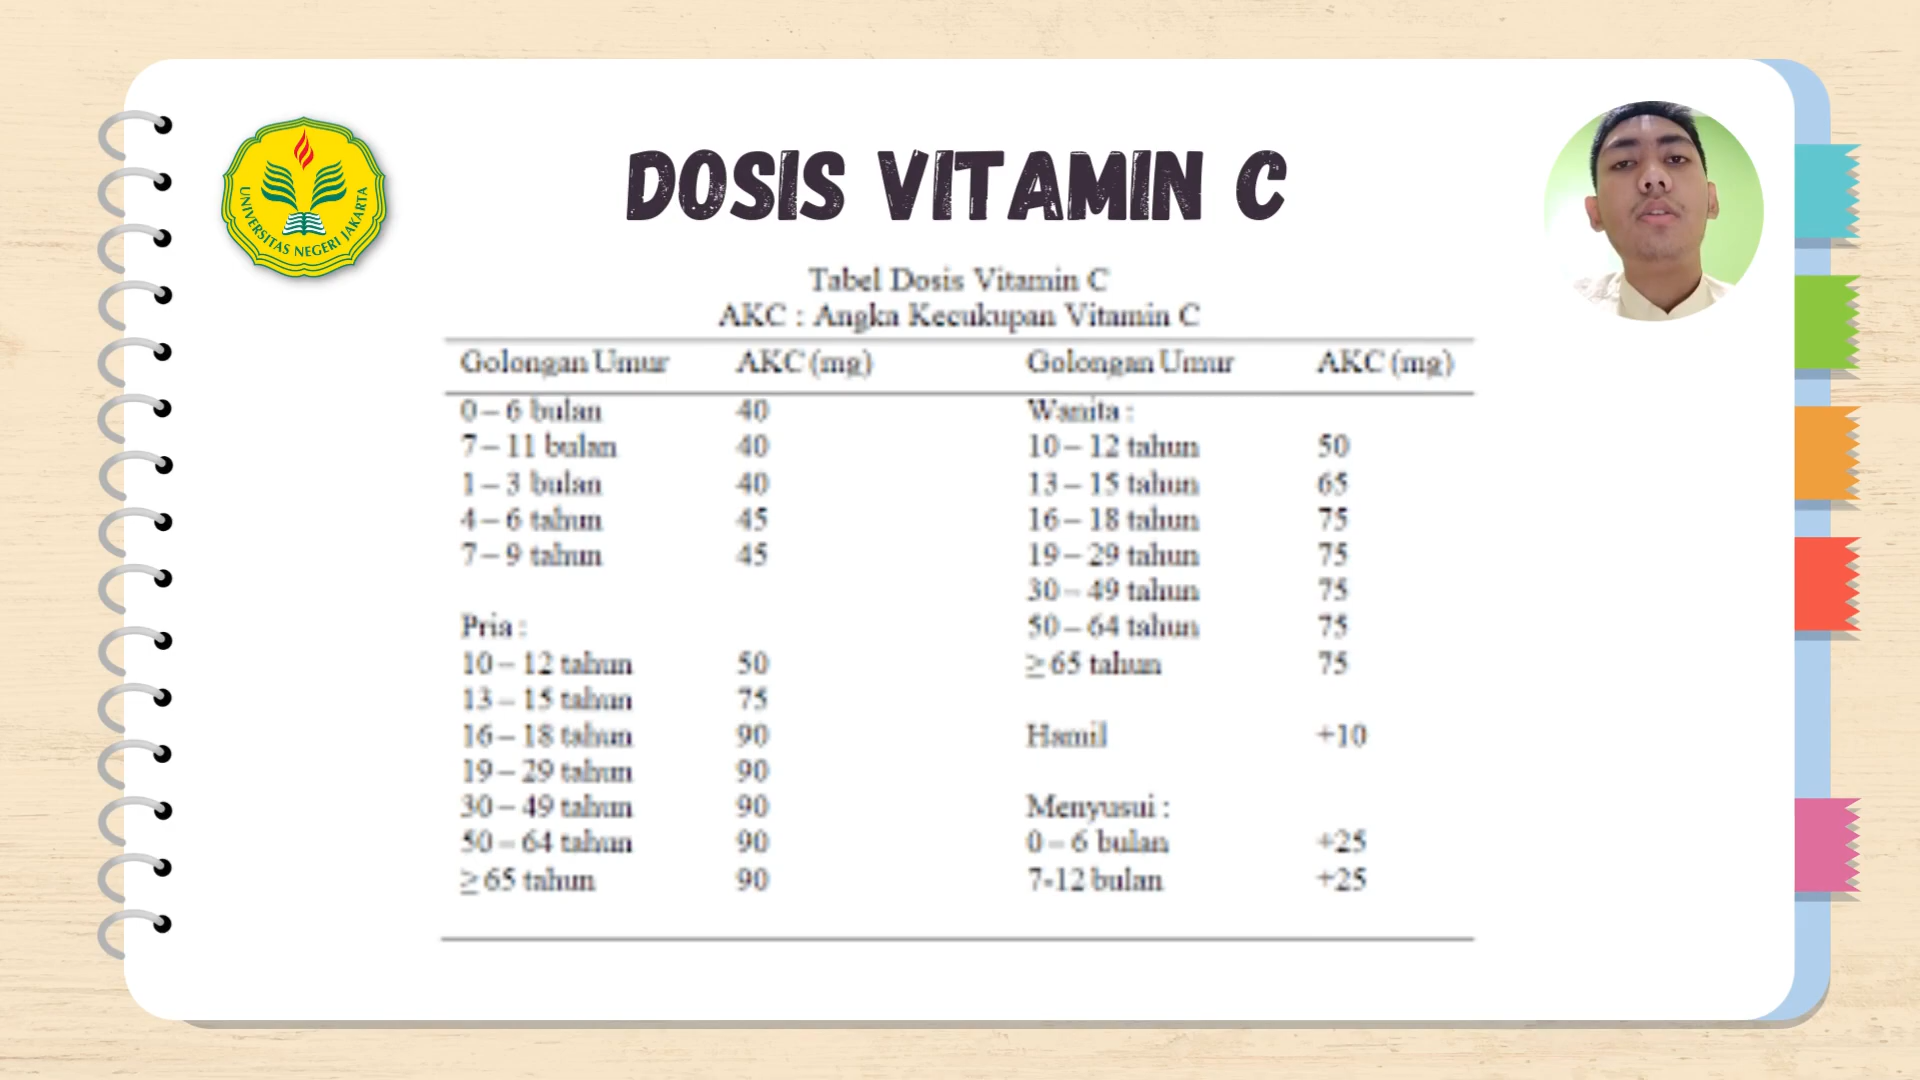 UNIVERSITAS NEGERI JAKARTA
DOSIS VITAMIN C
Tabel Dosis Vitamin C
AKC : Angka Kecukupan Vitamin C
Golongan Umur AKC (mg) Golongan Umur AKC (mg)
0 – 6 bulan 40 Wanita :
7 – 11 bulan 40 10 – 12 tahun 50
1 – 3 bulan 40 13 – 15 tahun 65
4 – 6 tahun 45 16 – 18 tahun 75
7 – 9 tahun 45 19 – 29 tahun 75
30 – 49 tahun 75
Pria : 50 – 64 tahun 75
10 – 12 tahun 50 ≥ 65 tahun 75
13 – 15 tahun 75
16 – 18 tahun 90 Hamil +10
19 – 29 tahun 90
30 – 49 tahun 90 Menyusui :
50 – 64 tahun 90 0 – 6 bulan +25
≥ 65 tahun 90 7-12 bulan +25